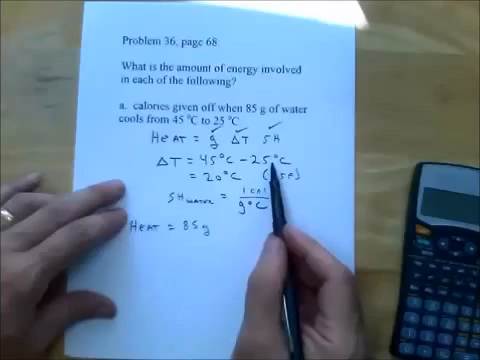 Problem 36, page 68
What is the amount of energy involved
in each of the following?
a. calories given off when 85 g of water
cools from 45 °C to 25 °C
HEAT = g ΔT SH
ΔT = 45°C - 25°C
= 20°C
SH WATER = 1 cal / g°C
HEAT = 85 g